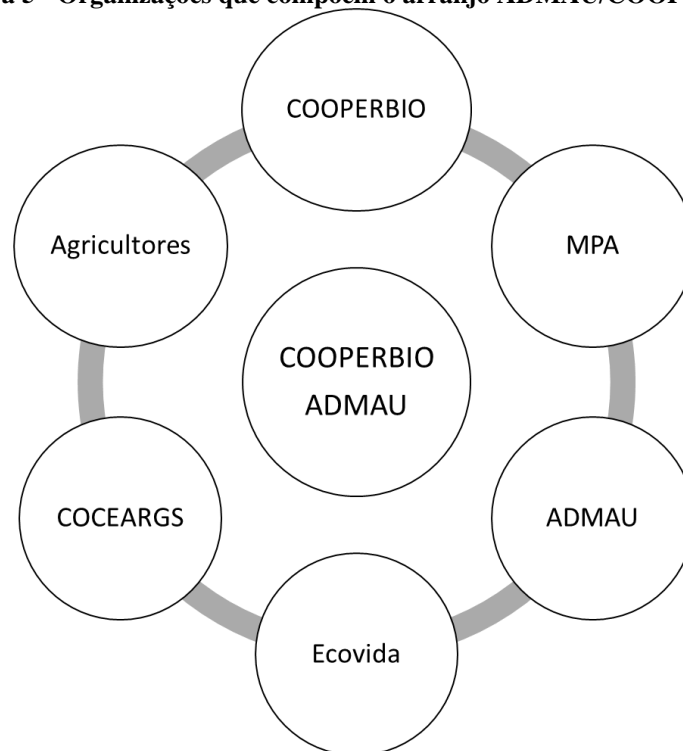 a 5 - Organizações que compõem o arranjo ADMAU/COOP
COOPERBIO
Agricultores
MPA
COOPERBIO
ADMAU
COCEARGS
ADMAU
Ecovida